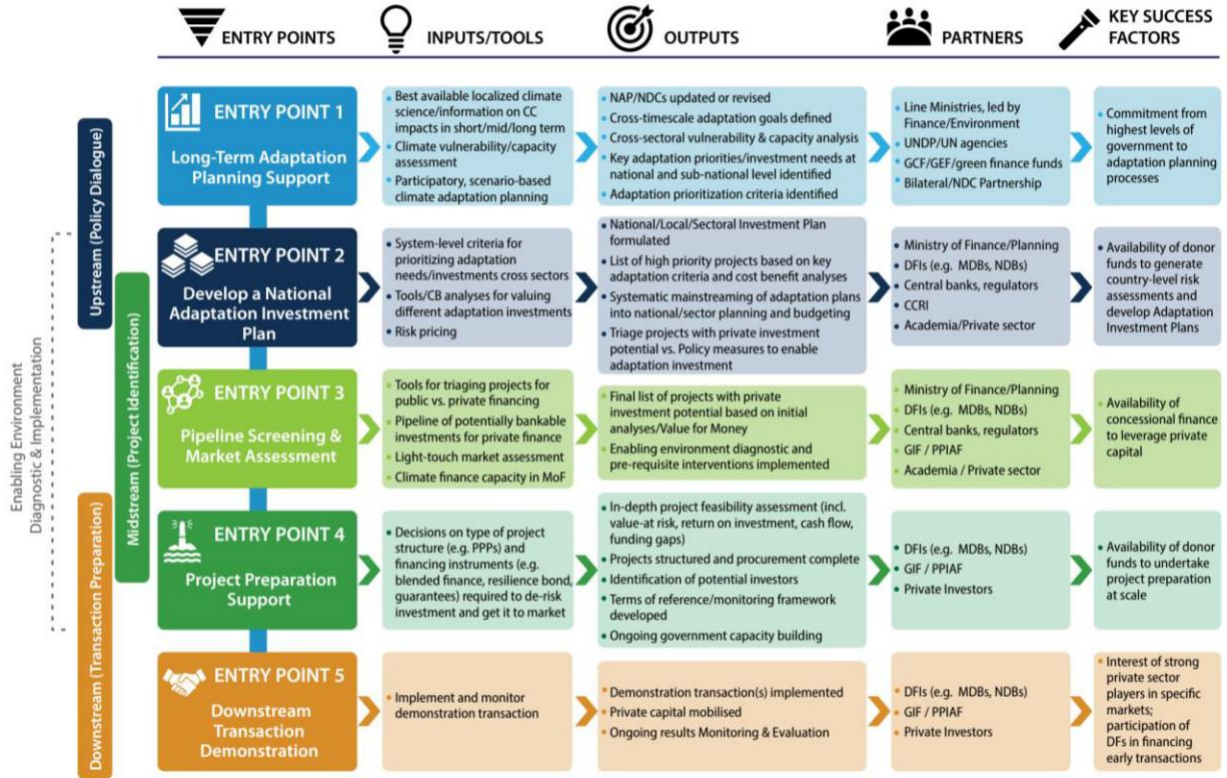 ENTRY POINTS
INPUTS/TOOLS
OUTPUTS
PARTNERS
KEY SUCCESS
FACTORS
Upstream (Policy Dialogue)
Midstream (Project Identification)
Downstream (Transaction Preparation)
Enabling Environment
Diagnostic & Implementation
ENTRY POINT 1
Long-Term Adaptation
Planning Support
• Best available localized climate
science/information on CC
impacts in short/mid/long term
• Climate vulnerability/capacity
assessment
• Participatory, scenario-based
climate adaptation planning
• NAP/NDCs updated or revised
• Cross-timescale adaptation goals defined
• Cross-sectoral vulnerability & capacity analysis
• Key adaptation priorities/investment needs at
national and sub-national level identified
• Adaptation prioritization criteria identified
• Line Ministries, led by
Finance/Environment
• UNDP/UN agencies
• GCF/GEF/green finance funds
• Bilateral/NDC Partnership
• Commitment from
highest levels of
government to
adaptation planning
processes
ENTRY POINT 2
Develop a National
Adaptation Investment
Plan
• System-level criteria for
prioritizing adaptation
needs/investments cross sectors
• Tools/CB analyses for valuing
different adaptation investments
• Risk pricing
• National/Local/Sectoral Investment Plan
formulated
• List of high priority projects based on key
adaptation criteria and cost benefit analyses
• Systematic mainstreaming of adaptation plans
into national/sector planning and budgeting
• Triage projects with private investment
potential vs. Policy measures to enable
adaptation investment
• Ministry of Finance/Planning
• DFIs (e.g. MDBs, NDBs)
• Central banks, regulators
• CCRI
• Academia/Private sector
• Availability of donor
funds to generate
country-level risk
assessments and
develop Adaptation
Investment Plans
ENTRY POINT 3
Pipeline Screening &
Market Assessment
• Tools for triaging projects for
public vs. private financing
• Pipeline of potentially bankable
investments for private finance
• Light-touch market assessment
• Climate finance capacity in MoF
• Final list of projects with private
investment potential based on initial
analyses/Value for Money
• Enabling environment diagnostic and
pre-requisite interventions implemented
• Ministry of Finance/Planning
• DFIs (e.g. MDBs, NDBs)
• Central banks, regulators
• GIF / PPIAF
• Academia / Private sector
• Availability of
concessional finance
to leverage private
capital
ENTRY POINT 4
Project Preparation
Support
• Decisions on type of project
structure (e.g. PPPs) and
financing instruments (e.g.
blended finance, resilience bond,
guarantees) required to de-risk
investment and get it to market
• In-depth project feasibility assessment (incl.
value-at risk, return on investment, cash flow,
funding gaps)
• Projects structured and procurement complete
• Identification of potential investors
• Terms of reference/monitoring framework
developed
• Ongoing government capacity building
• DFIs (e.g. MDBs, NDBs)
• GIF / PPIAF
• Private Investors
• Availability of donor
funds to undertake
project preparation
at scale
ENTRY POINT 5
Downstream
Transaction
Demonstration
• Implement and monitor
demonstration transaction
• Demonstration transaction(s) implemented
• Private capital mobilised
• Ongoing results Monitoring & Evaluation
• DFIs (e.g. MDBs, NDBs)
• GIF / PPIAF
• Private Investors
• Interest of strong
private sector
players in specific
markets;
participation of
DFs in financing
early transactions